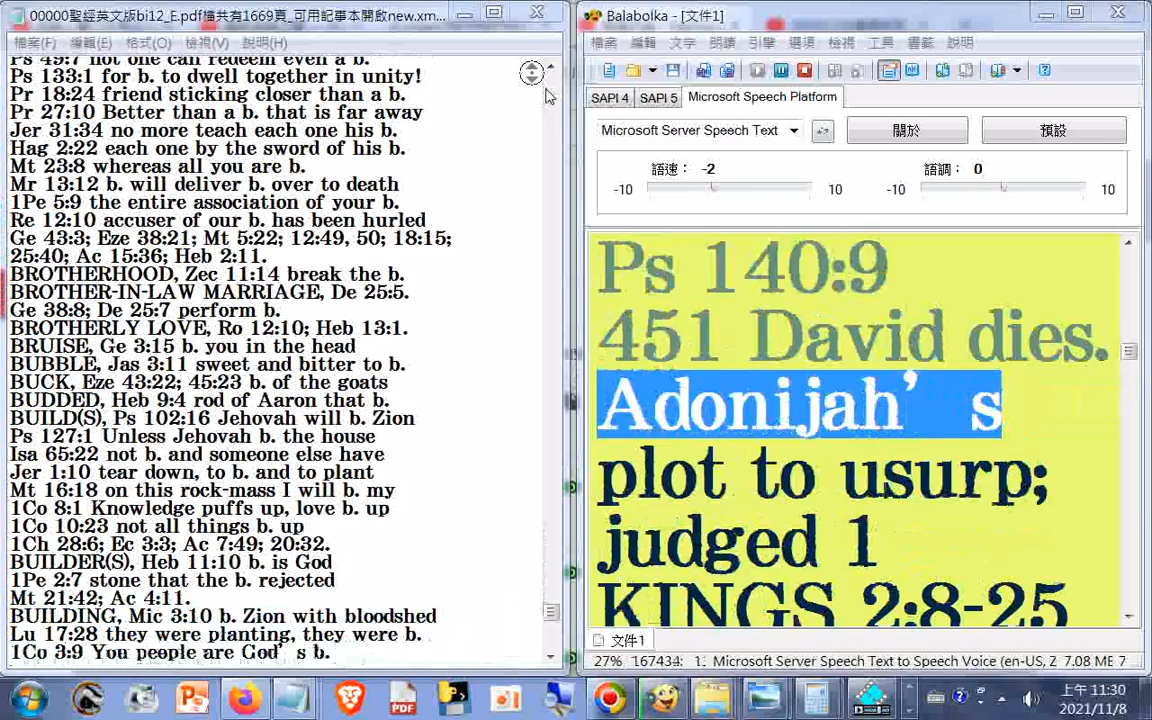 00000聖經英文版bi12_E.pdf檔共有1669頁_可用記事本開啟new.xm...
檔案(F) 編輯(E) 格式(O) 檢視(V) 說明(H)
Ps 49:7 not one can redeem even a b.
Ps 133:1 for b. to dwell together in unity!
Pr 18:24 friend sticking closer than a b.
Pr 27:10 Better than a b. that is far away
Jer 31:34 no more teach each one his b.
Hag 2:22 each one by the sword of his b.
Mt 23:8 whereas all you are b.
Mr 13:12 b. will deliver b. over to death
1Pe 5:9 the entire association of your b.
Re 12:10 accuser of our b. has been hurled
Ge 43:3; Eze 38:21; Mt 5:22; 12:49, 50; 18:15;
25:40; Ac 15:36; Heb 2:11.
BROTHERHOOD, Zec 11:14 break the b.
BROTHER-IN-LAW MARRIAGE, De 25:5.
Ge 38:8; De 25:7 perform b.
BROTHERLY LOVE, Ro 12:10; Heb 13:1.
BRUISE, Ge 3:15 b. you in the head
BUBBLE, Jas 3:11 sweet and bitter to b.
BUCK, Eze 43:22; 45:23 b. of the goats
BUDDED, Heb 9:4 rod of Aaron that b.
BUILD(S), Ps 102:16 Jehovah will b. Zion
Ps 127:1 Unless Jehovah b. the house
Isa 65:22 not b. and someone else have
Jer 1:10 tear down, to b. and to plant
Mt 16:18 on this rock-mass I will b. my
1Co 8:1 Knowledge puffs up, love b. up
1Co 10:23 not all things b. up
1Ch 28:6; Ec 3:3; Ac 7:49; 20:32.
BUILDER(S), Heb 11:10 b. is God
1Pe 2:7 stone that the b. rejected
Mt 21:42; Ac 4:11.
BUILDING, Mic 3:10 b. Zion with bloodshed
Lu 17:28 they were planting, they were b.
1Co 3:9 You people are God’s b.
Balabolka - [文件1]
檔案 編輯 文字 朗讀 引擎 選項 檢視 工具 書籤 說明
SAPI 4 SAPI 5 Microsoft Speech Platform
Microsoft Server Speech Text 關於 預設
語速: -2 語調: 0
-10 10 -10 10
Ps 140:9
451 David dies.
Adonijah’s
plot to usurp;
judged 1
KINGS 2:8-25
文件1
27% 167434: 1. Microsoft Server Speech Text to Speech Voice (en-US, Z 7.08 MB 7
上午 11:30
2021/11/8